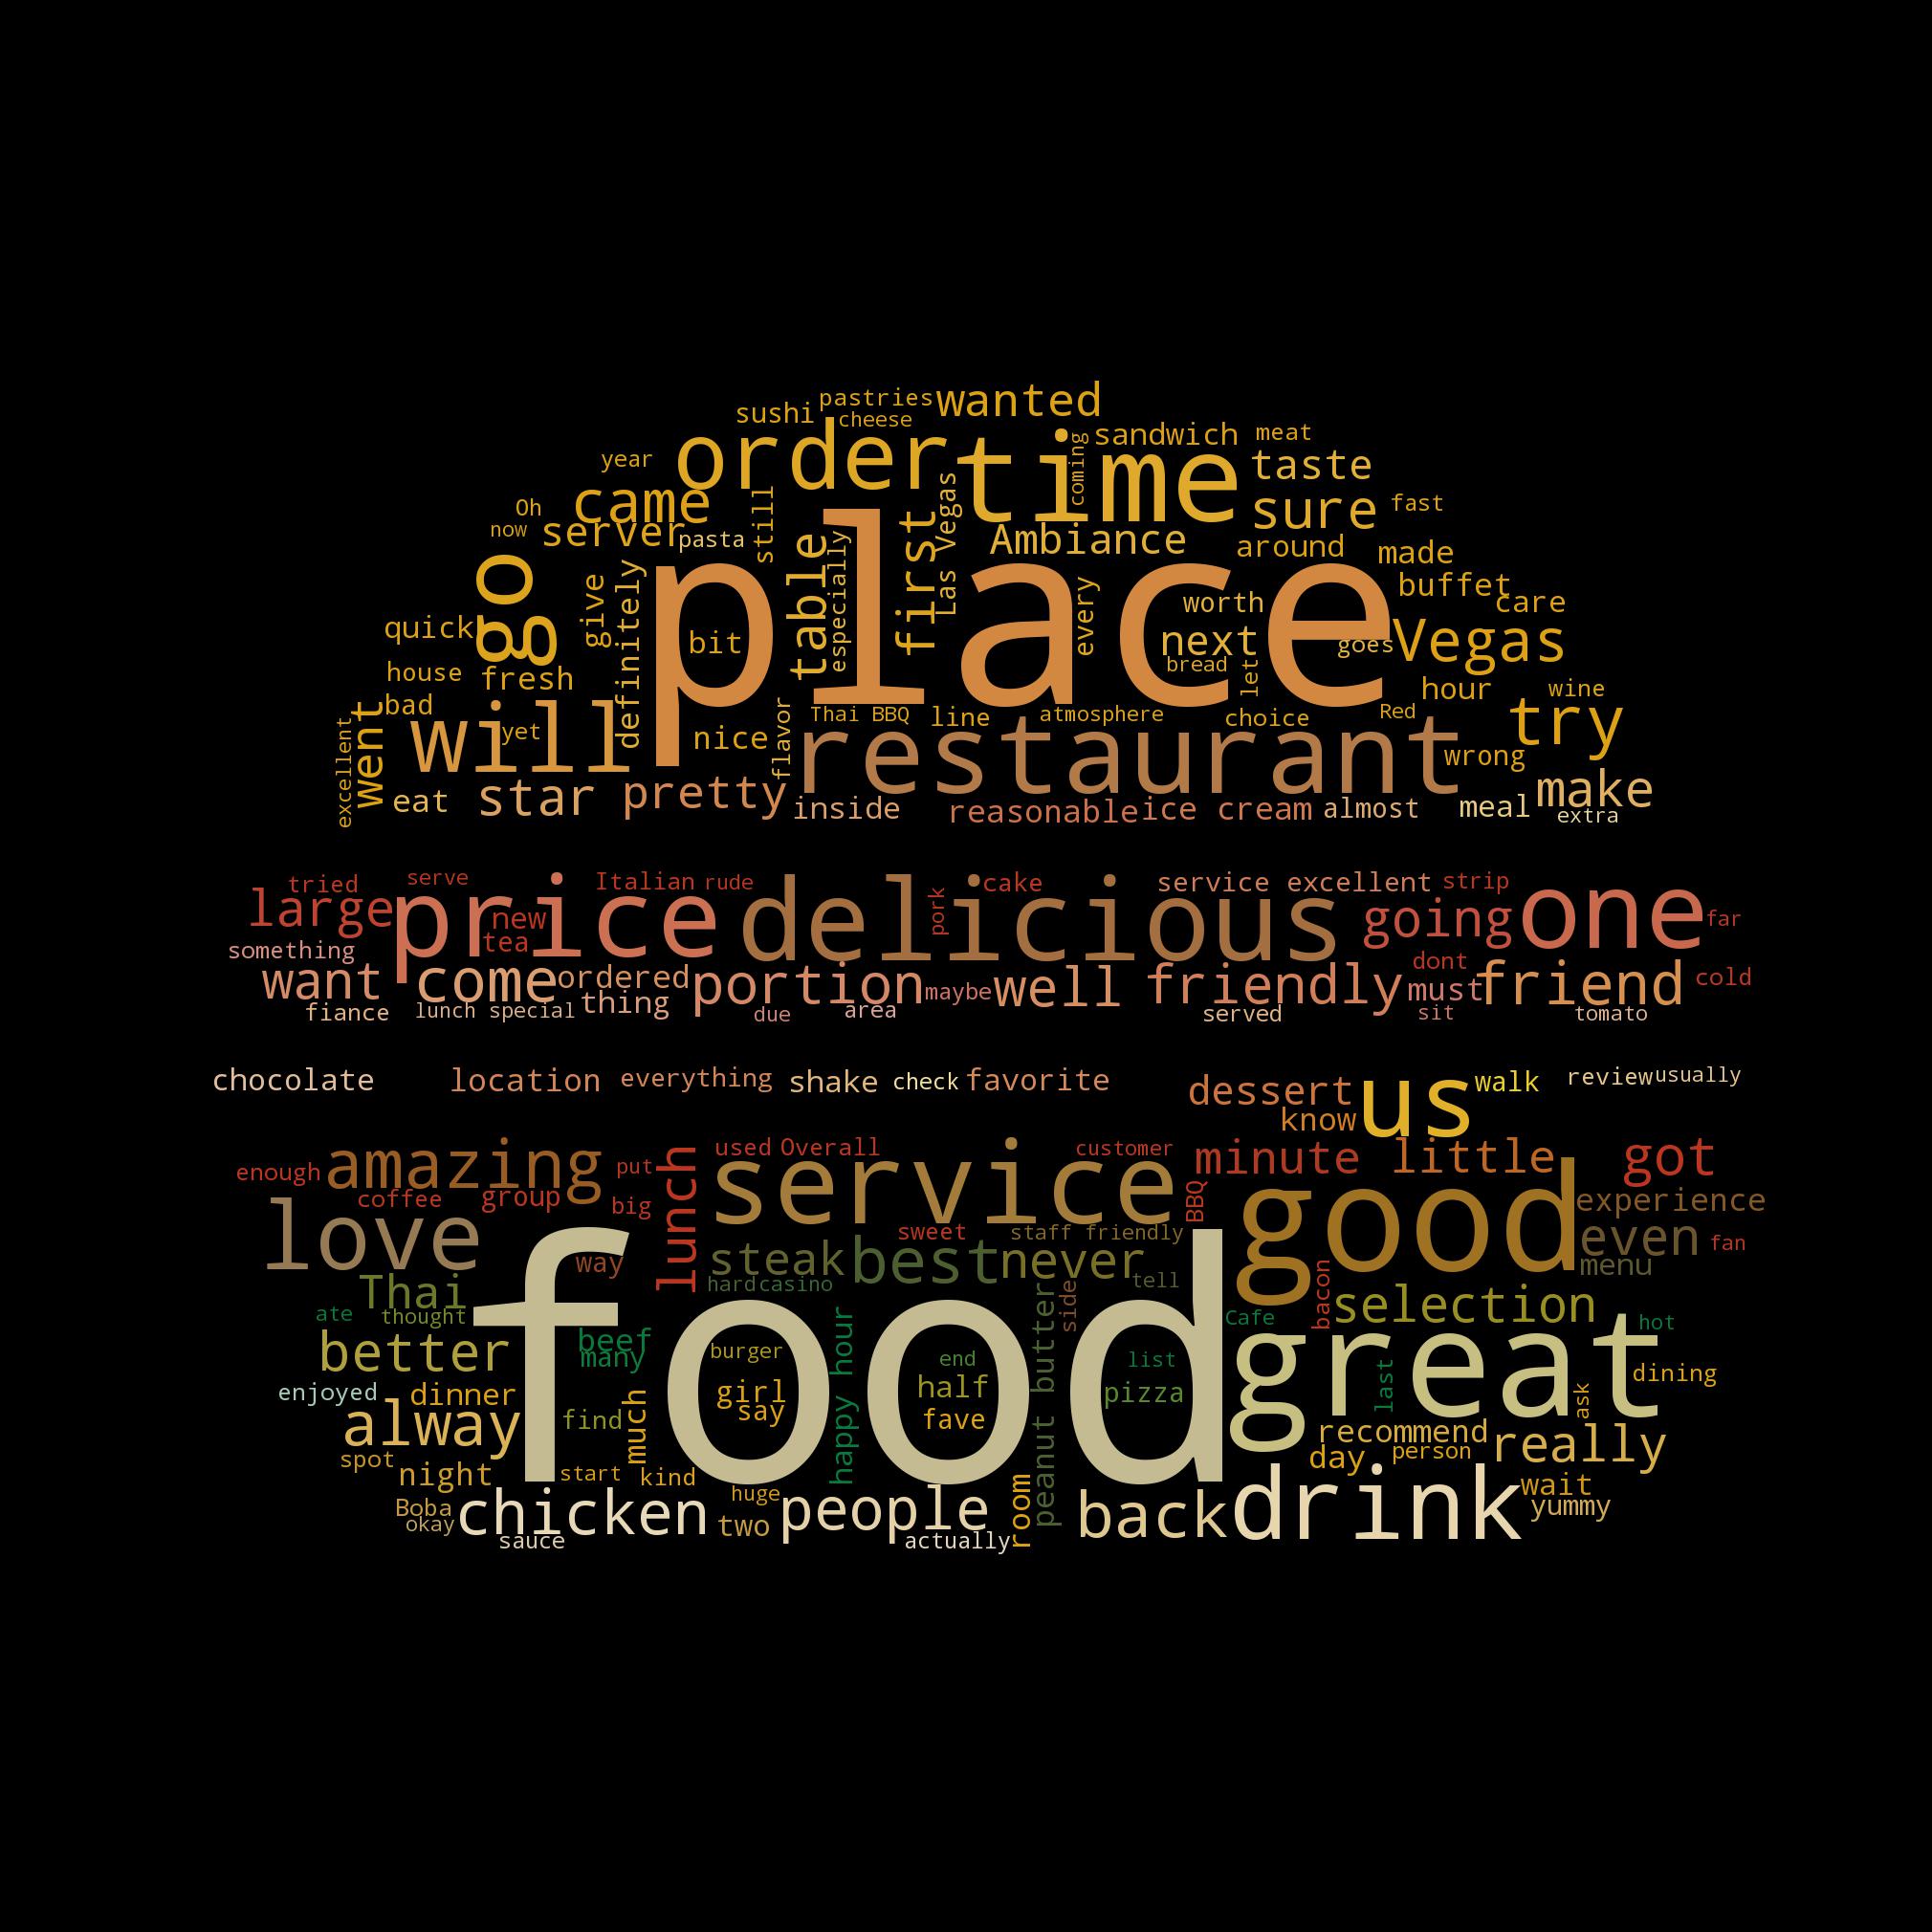 pastries wanted
sushi cheese
order time coming sandwich meat
year taste
came Las Vegas sure fast
Oh still first
now server pasta table especially Ambiance around made
go place buffet
give definitely every worth care
quick bit next goes Vegas
house fresh bread let hour wine
bad Thai BBQ line atmosphere choice Red try
excellent went will yet nice flavor restaurant wrong
eat star pretty inside reasonable ice cream almost meal make
extra
tried serve Italian rude cake service excellent strip
large price new delicious pork going one far
something tea
want come ordered portion maybe well friendly dont must friend cold
thing
fiance lunch special due area served sit tomato
chocolate location everything shake check favorite dessert us walk review usually
know
enough amazing put lunch used Overall service customer minute little got
coffee group big BBQ good experience
love way sweet staff friendly even fan
steak best never menu
Thai hard casino tell side bacon selection
ate thought food Cafe great hot
better beef many burger happy hour end list peanut butter last dining
enjoyed dinner girl half pizza ask
alway find much say fave recommend really
spot day person
night start kind room wait
Boba chicken huge people back drink yummy
okay two
sauce actually